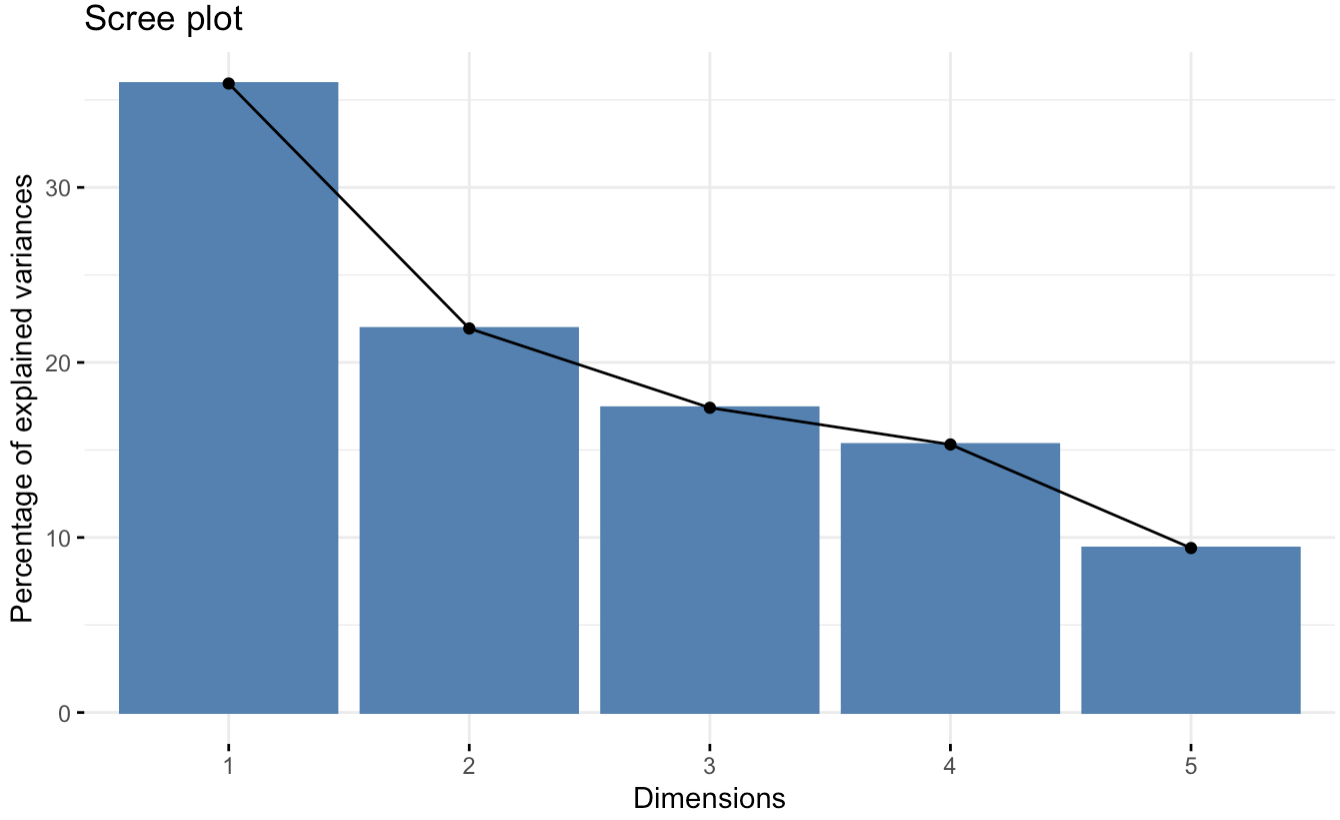 Scree plot
Percentage of explained variances
30
20
10
0
1 2 3 4 5
Dimensions